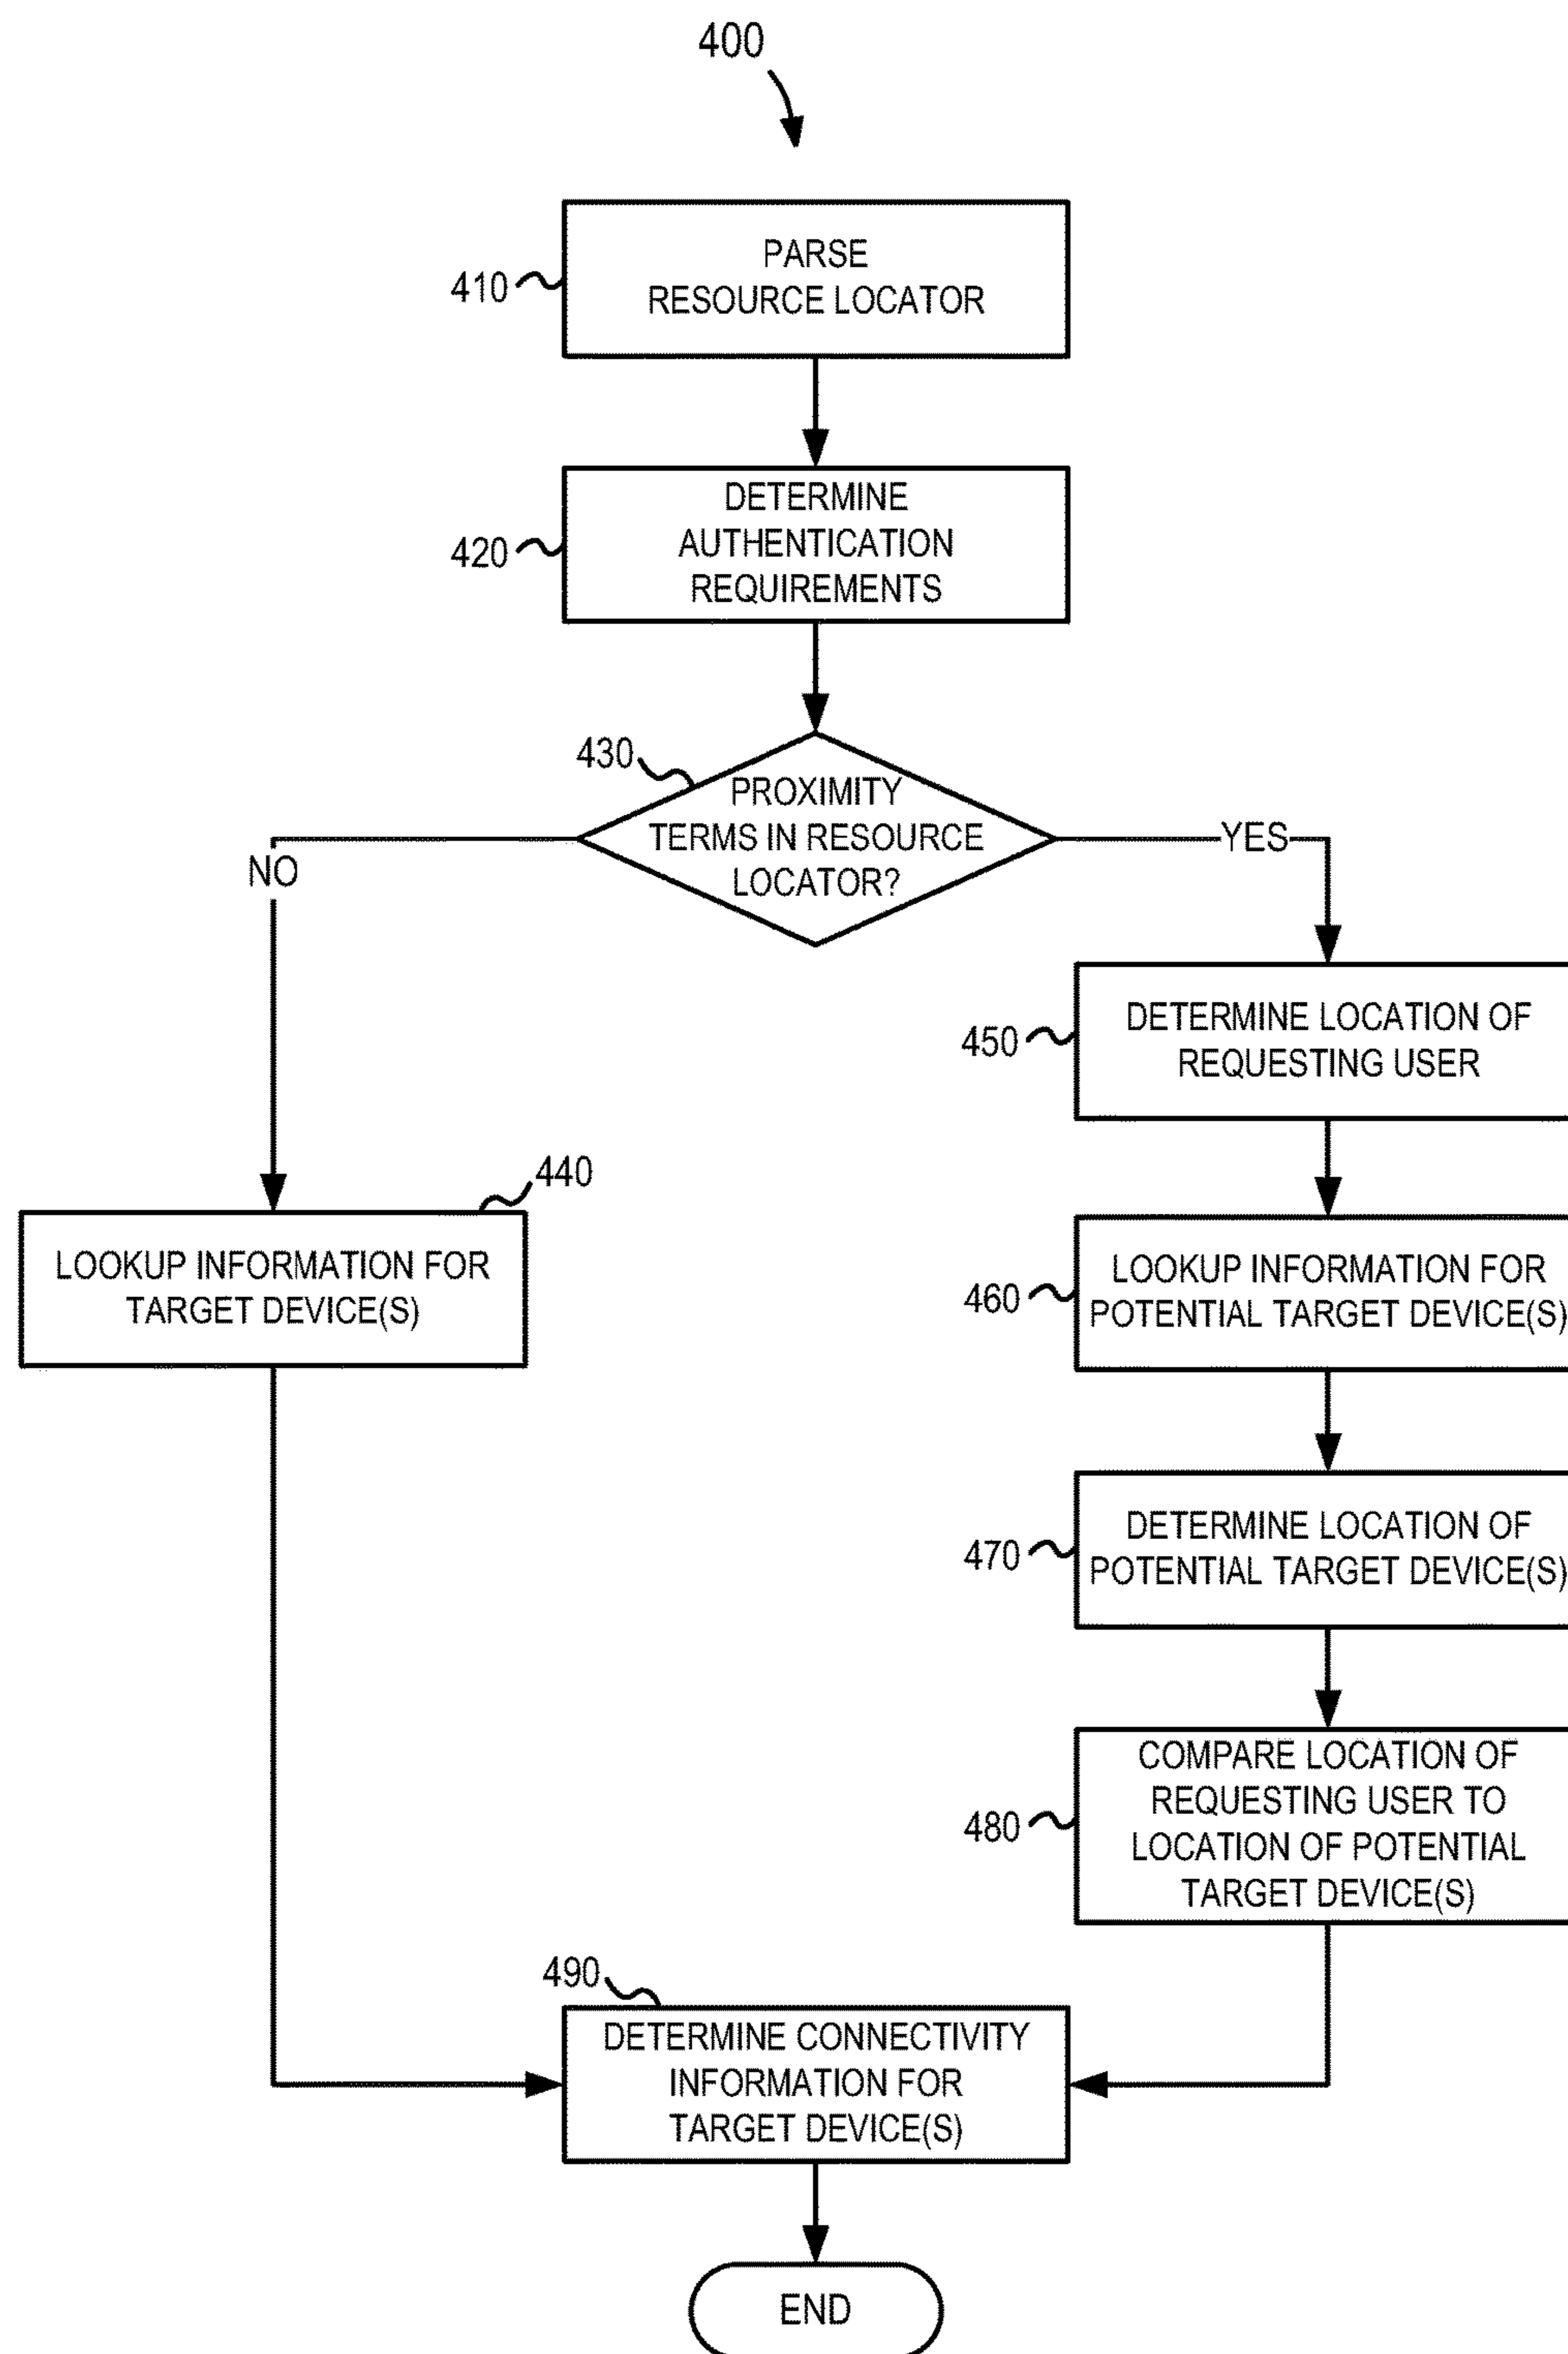 400
PARSE
RESOURCE LOCATOR
410
DETERMINE
AUTHENTICATION
REQUIREMENTS
420
430
PROXIMITY
TERMS IN RESOURCE
LOCATOR?
NO
YES
DETERMINE LOCATION OF
REQUESTING USER
450
440
LOOKUP INFORMATION FOR
TARGET DEVICE(S)
LOOKUP INFORMATION FOR
POTENTIAL TARGET DEVICE(S)
460
DETERMINE LOCATION OF
POTENTIAL TARGET DEVICE(S)
470
COMPARE LOCATION OF
REQUESTING USER TO
LOCATION OF POTENTIAL
TARGET DEVICE(S)
480
490
DETERMINE CONNECTIVITY
INFORMATION FOR
TARGET DEVICE(S)
END